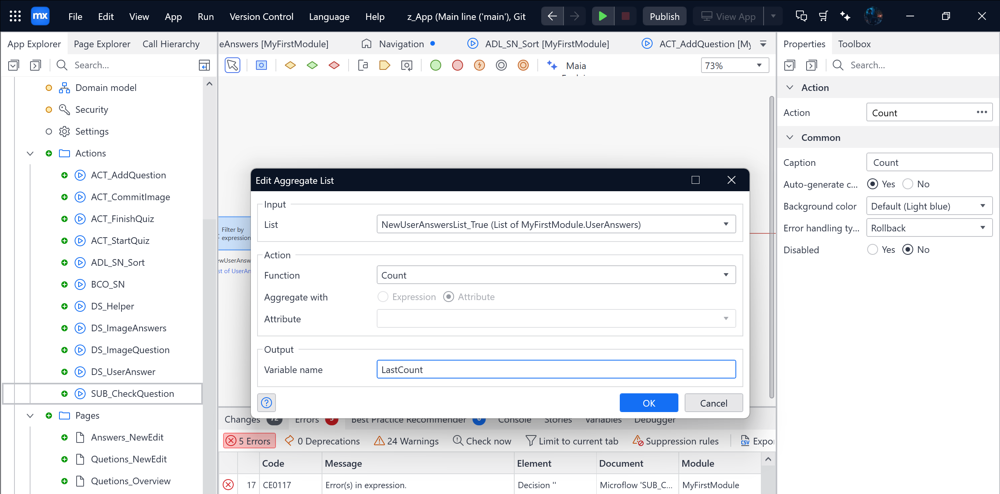 mx File Edit View App Run Version Control Language Help z_App (Main line ('main'), Git Publish View App
App Explorer Page Explorer Call Hierarchy
Search...
Domain model
Security
Settings
Actions
ACT_AddQuestion
ACT_CommitImage
ACT_FinishQuiz
ACT_StartQuiz
ADL_SN_Sort
BCO_SN
DS_Helper
DS_ImageAnswers
DS_ImageQuestion
DS_UserAnswer
SUB_CheckQuestion
Pages
Answers_NewEdit
Quetions_NewEdit
Quetions_Overview
eAnswers [MyFirstModule] Navigation ADL_SN_Sort [MyFirstModule] ACT_AddQuestion [My
Maia
73%
Filter by
expression
ewUserAnsw
st of UserAn
Edit Aggregate List
Input
List NewUserAnswersList_True (List of MyFirstModule.UserAnswers)
Action
Function Count
Aggregate with Expression Attribute
Attribute
Output
Variable name LastCount
OK Cancel
Changes Errors Best Practice Recommender Console Stories Variables Debugger
5 Errors 0 Deprecations 24 Warnings Check now Limit to current tab Suppression rules CSV Expo
Code Message Element Document Module
17 CE0117 Error(s) in expression. Decision '' Microflow 'SUB_C... MyFirstModule
Properties Toolbox
Search...
Action
Action Count ...
Common
Caption Count
Auto-generate c... Yes No
Background color Default (Light blue)
Error handling ty... Rollback
Disabled Yes No